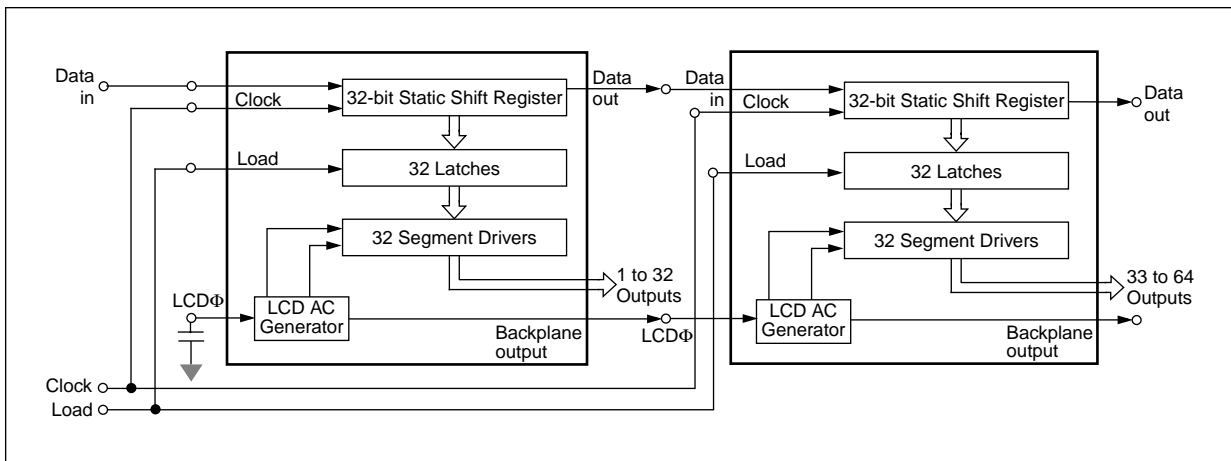 Data
in
Clock
32-bit Static Shift Register
Data
out
Load
32 Latches
32 Segment Drivers
1 to 32
Outputs
LCDΦ
LCD AC
Generator
Backplane
output
Data
in
Clock
32-bit Static Shift Register
Data
out
Load
32 Latches
32 Segment Drivers
33 to 64
Outputs
LCDΦ
LCD AC
Generator
Backplane
output
Clock
Load